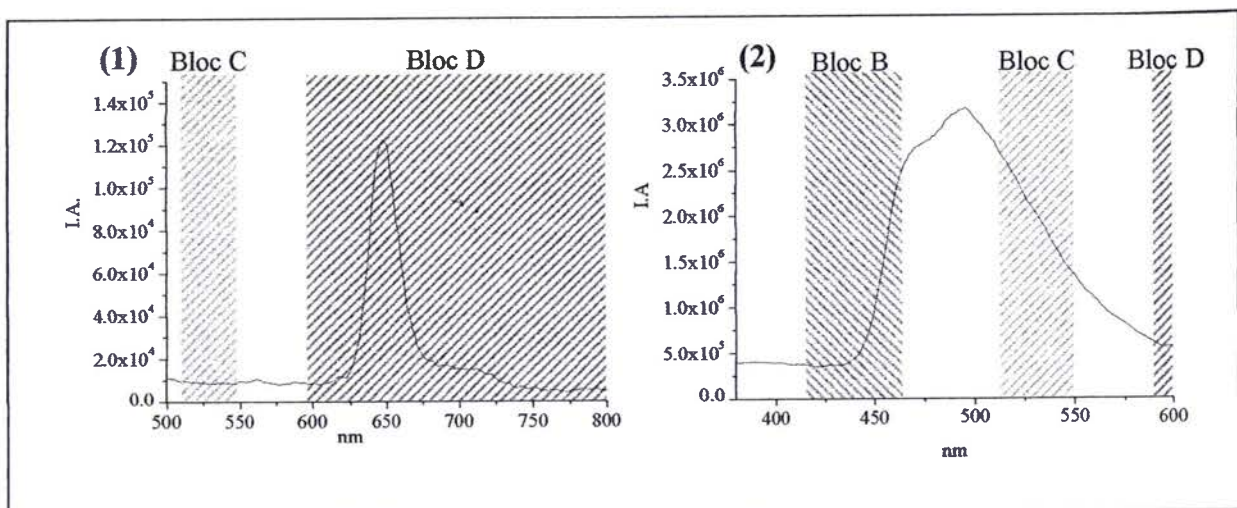 (1)
Bloc C
Bloc D
1.4x10⁵
1.2x10⁵
1.0x10⁵
8.0x10⁴
6.0x10⁴
4.0x10⁴
2.0x10⁴
0.0
I.A.
500
550
600
650
700
750
800
nm
(2)
Bloc B
Bloc C
Bloc D
3.5x10⁶
3.0x10⁶
2.5x10⁶
2.0x10⁶
1.5x10⁶
1.0x10⁶
5.0x10⁵
0.0
I.A
400
450
500
550
600
nm